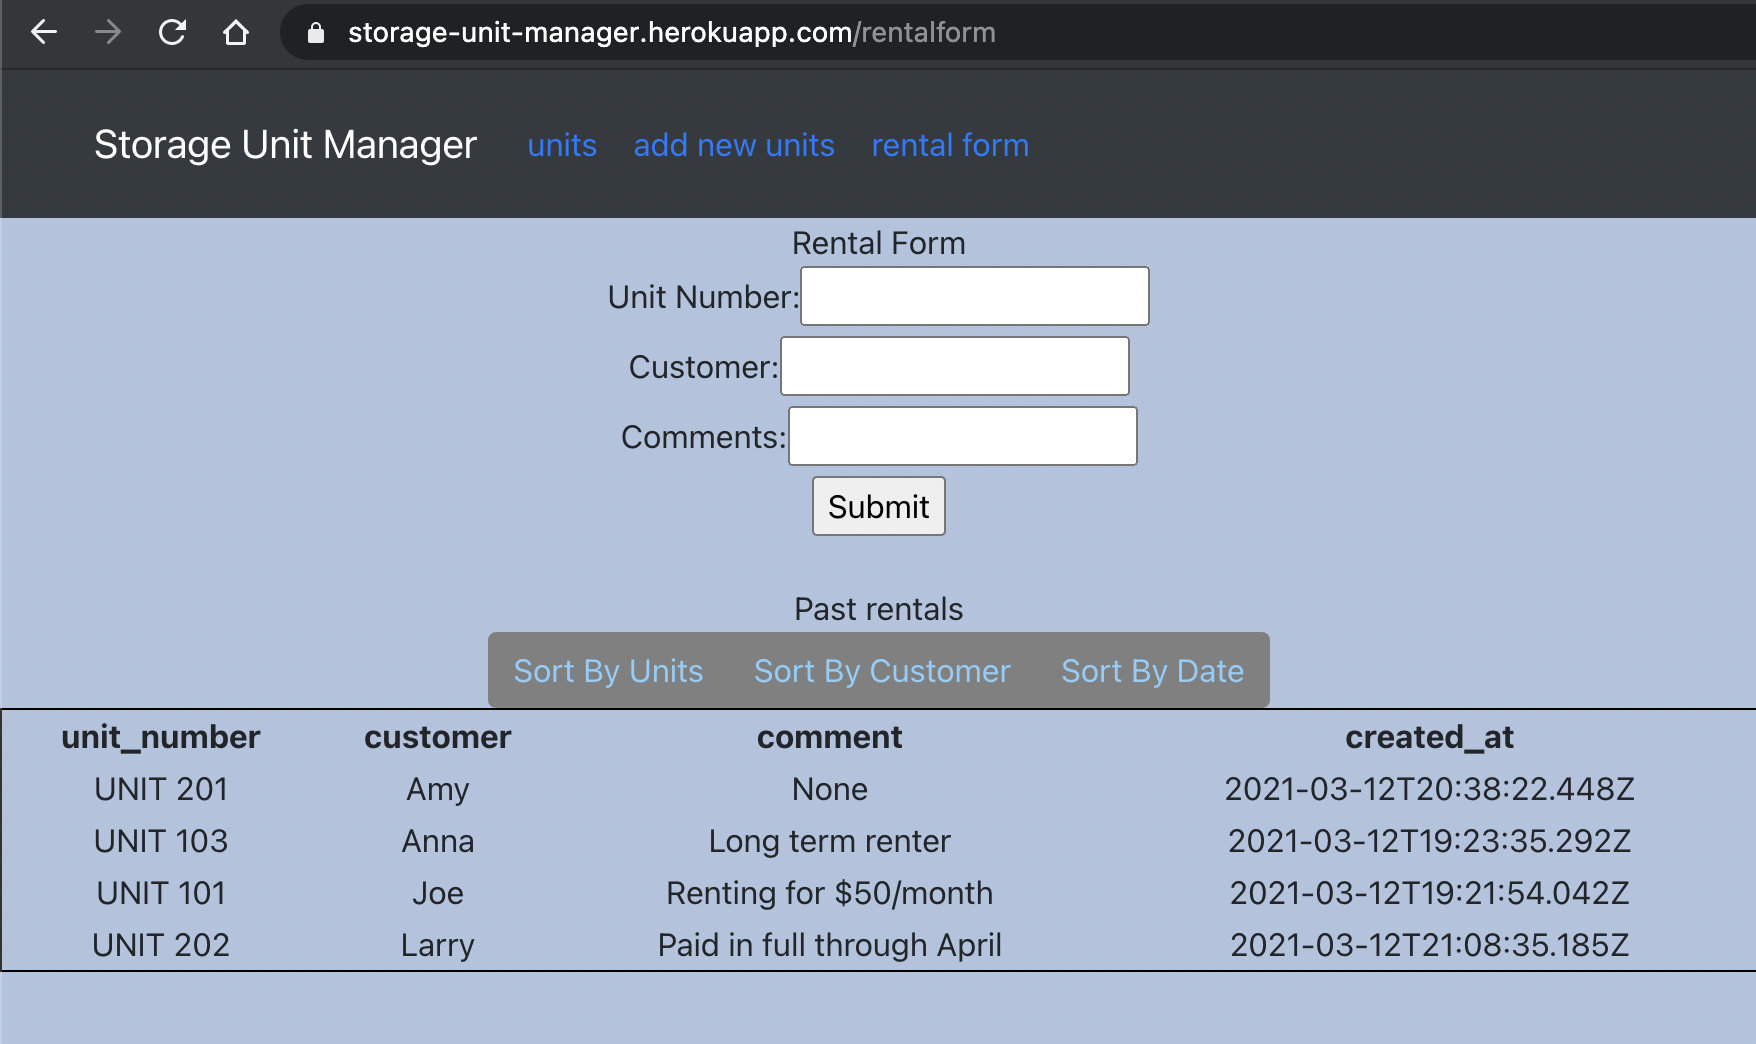 storage-unit-manager.herokuapp.com/rentalform
Storage Unit Manager units add new units rental form
Rental Form
Unit Number:
Customer:
Comments:
Submit
Past rentals
Sort By Units Sort By Customer Sort By Date
unit_number customer comment created_at
UNIT 201 Amy None 2021-03-12T20:38:22.448Z
UNIT 103 Anna Long term renter 2021-03-12T19:23:35.292Z
UNIT 101 Joe Renting for $50/month 2021-03-12T19:21:54.042Z
UNIT 202 Larry Paid in full through April 2021-03-12T21:08:35.185Z